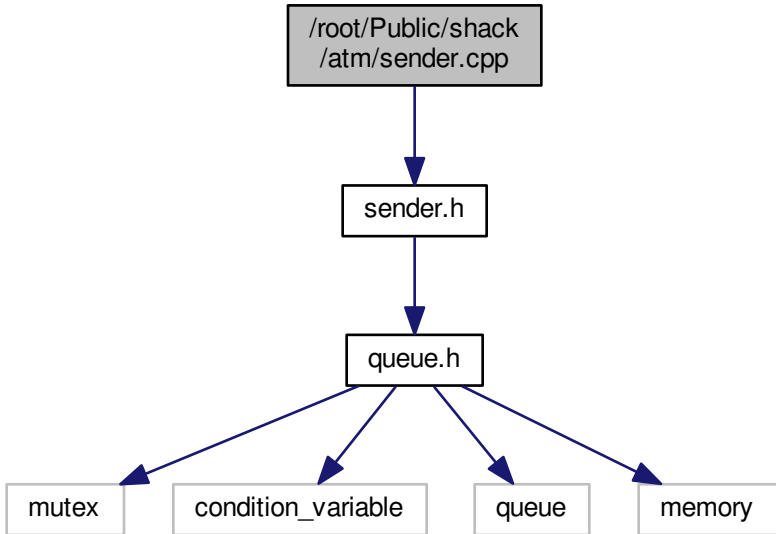 /root/Public/shack
/atm/sender.cpp
sender.h
queue.h
mutex
condition_variable
queue
memory